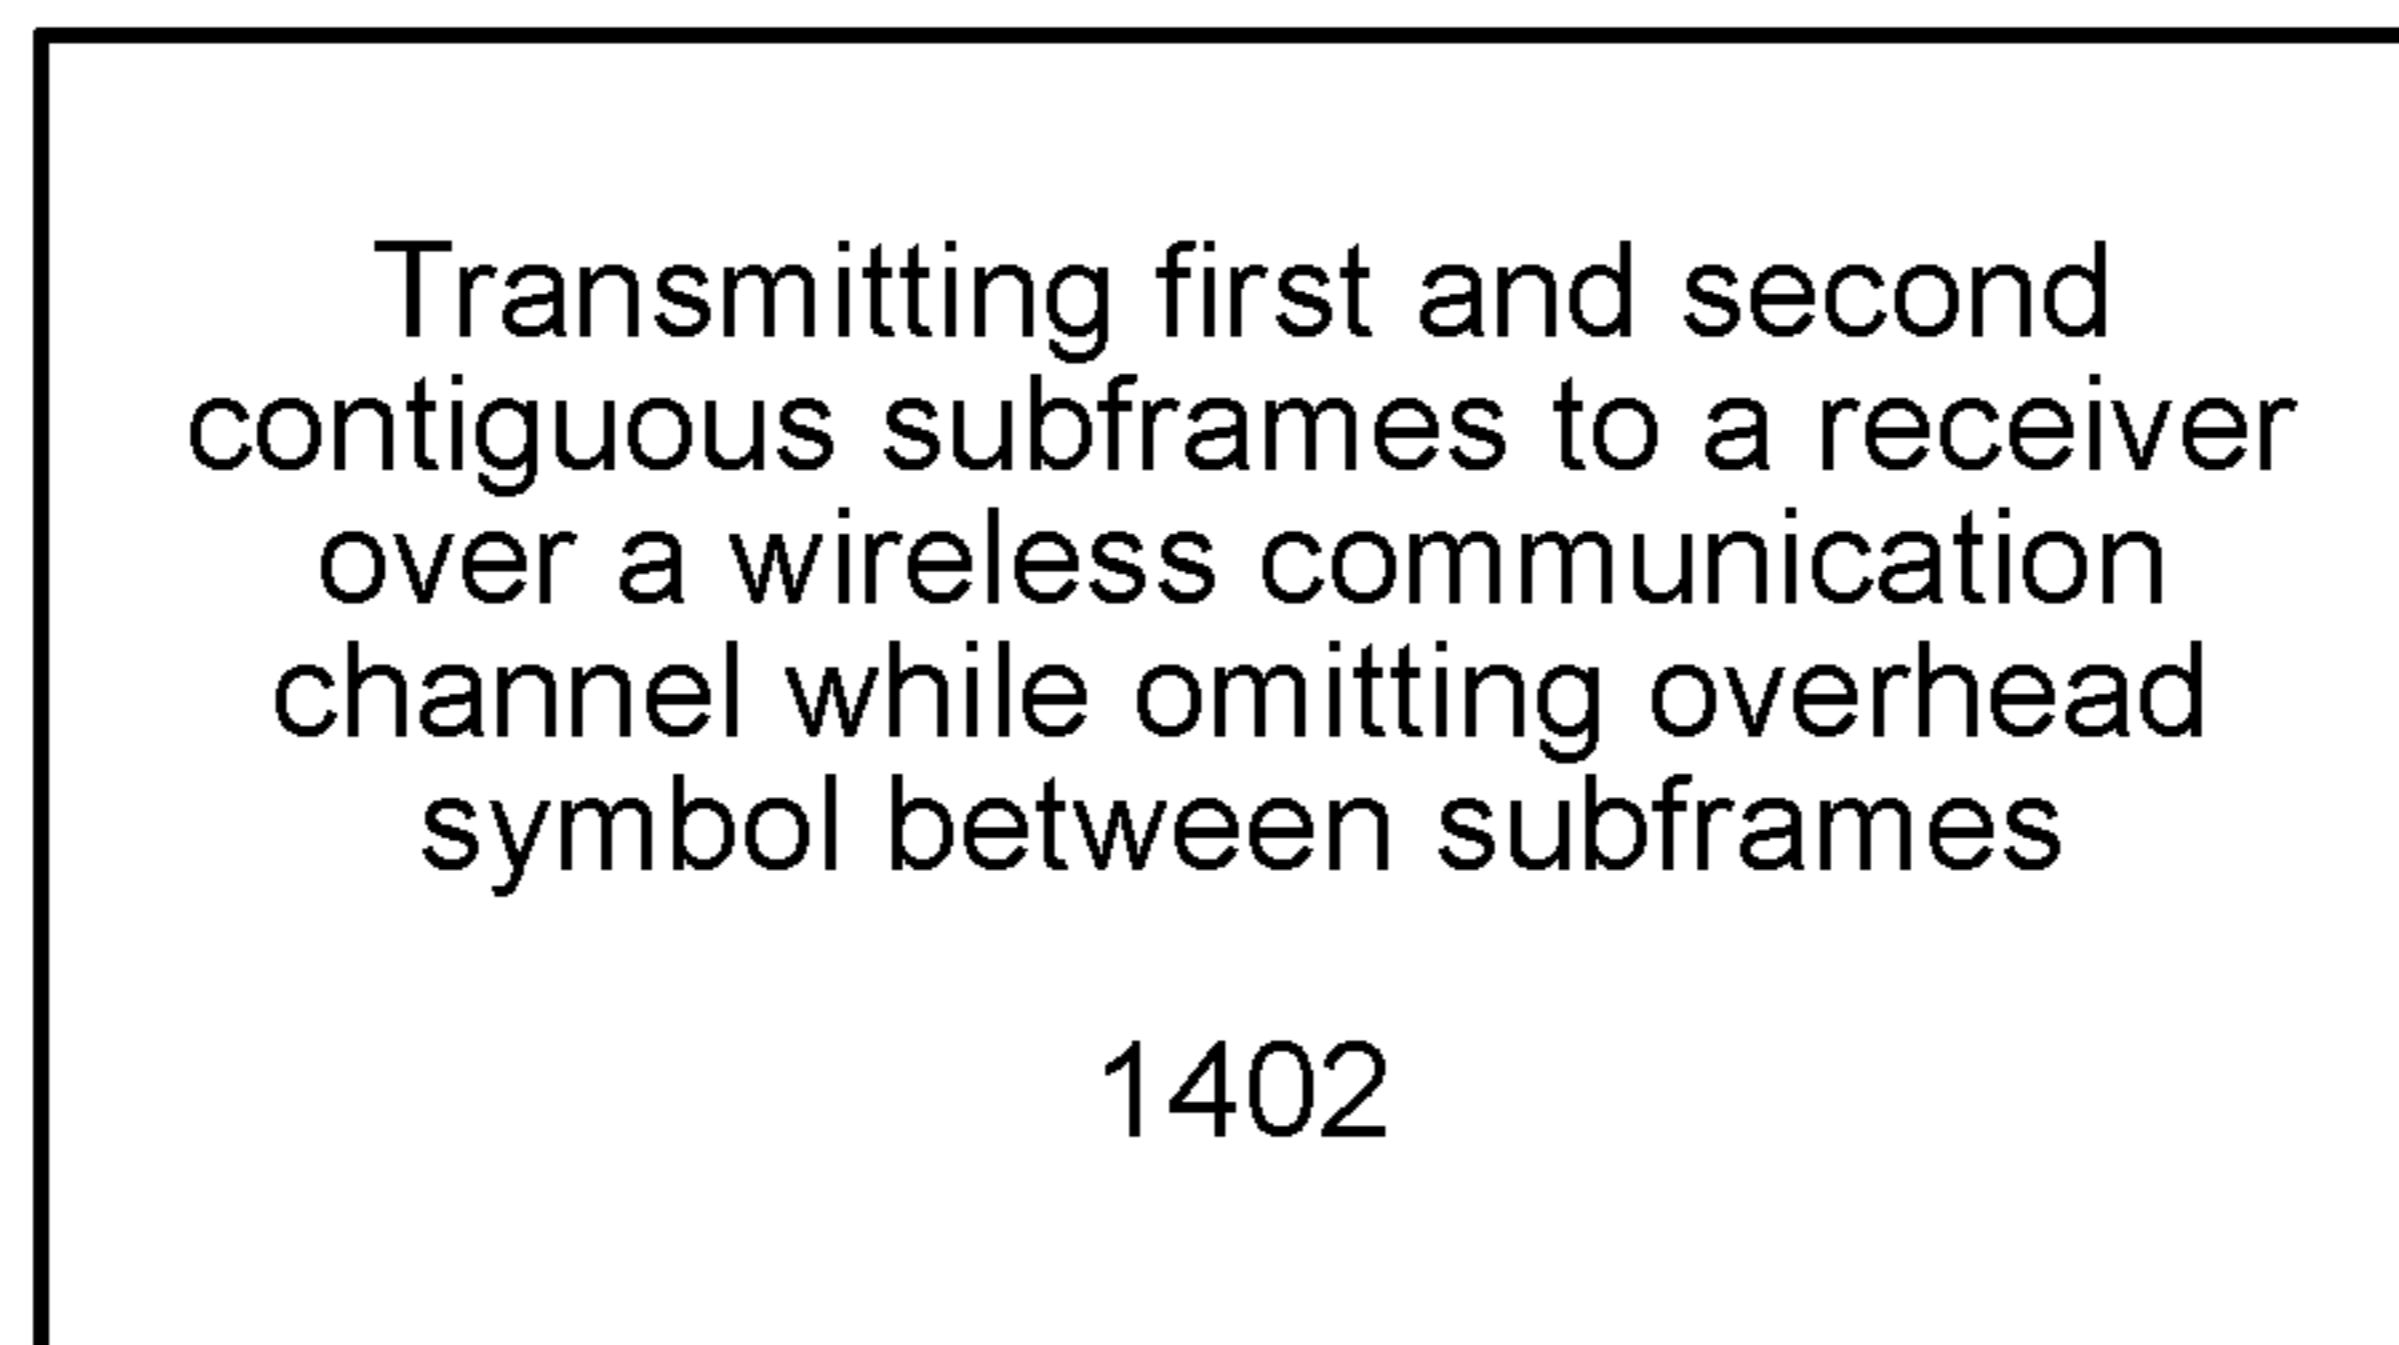 Transmitting first and second
contiguous subframes to a receiver
over a wireless communication
channel while omitting overhead
symbol between subframes
1402